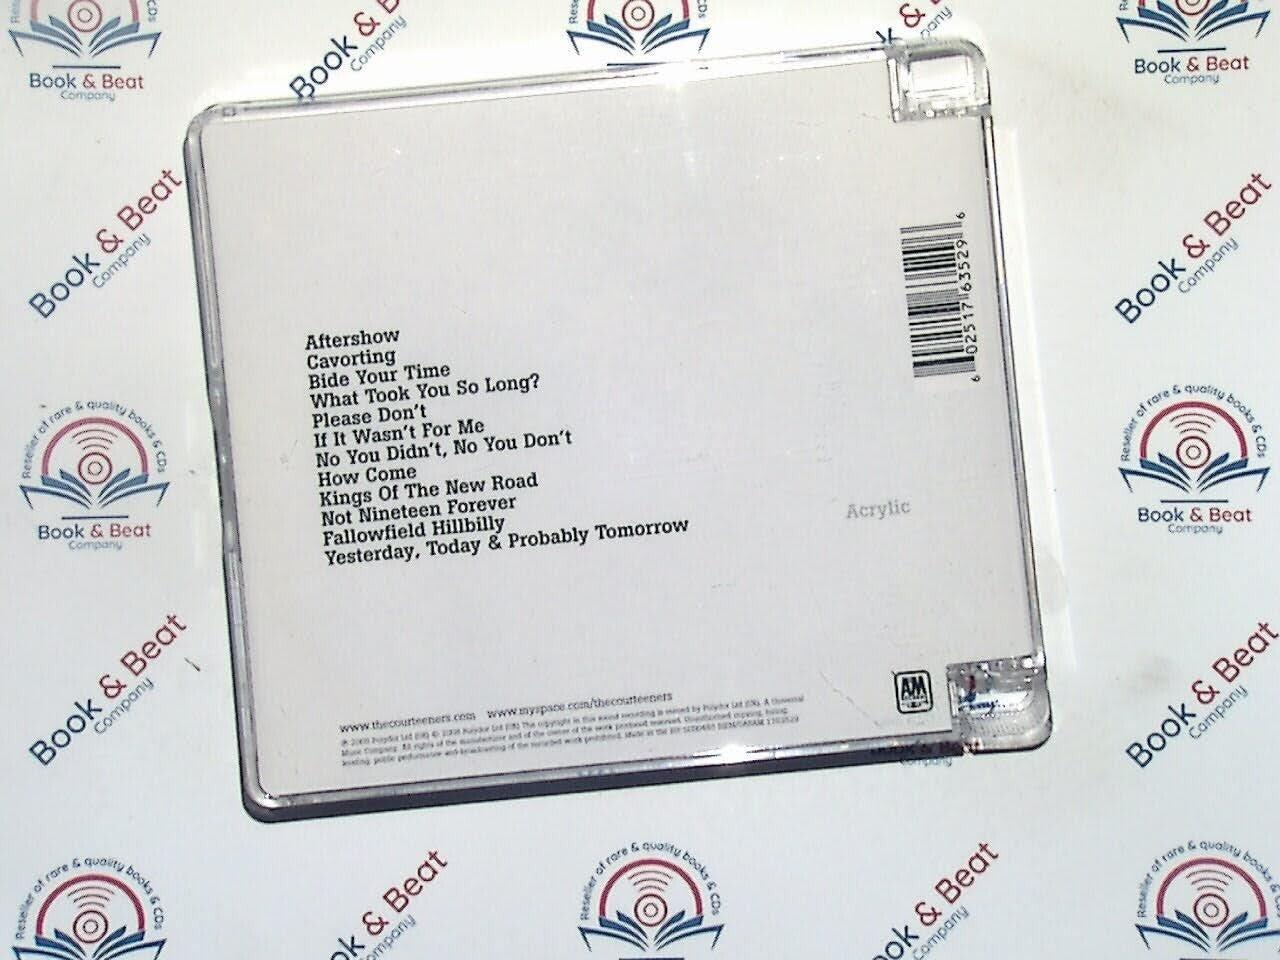 Aftershow
Cavorting
Bide Your Time
What Took You So Long?
Please Don't
If It Wasn't For Me
No You Didn't, No You Don't
How Come
Kings Of The New Road
Not Nineteen Forever
Fallowfield Hillbilly
Yesterday, Today & Probably Tomorrow
Acrylic
6 02517 63529 6
AM
www.thecourteeners.com www.myspace.com/thecourteeners
Book & Beat
Company
Book & Beat
Company
Book & Beat
Company
Book & Beat
Company
Book & Beat
Company
Reseller of rare & quality books & CDs
Book & Beat
Company
Reseller of rare & quality books & CDs
Book & Beat
Company
Book & Beat
Company
Book & Beat
Company
Reseller of rare & quality books & CDs
Reseller of rare & quality books & CDs
Reseller of rare & quality books & CDs